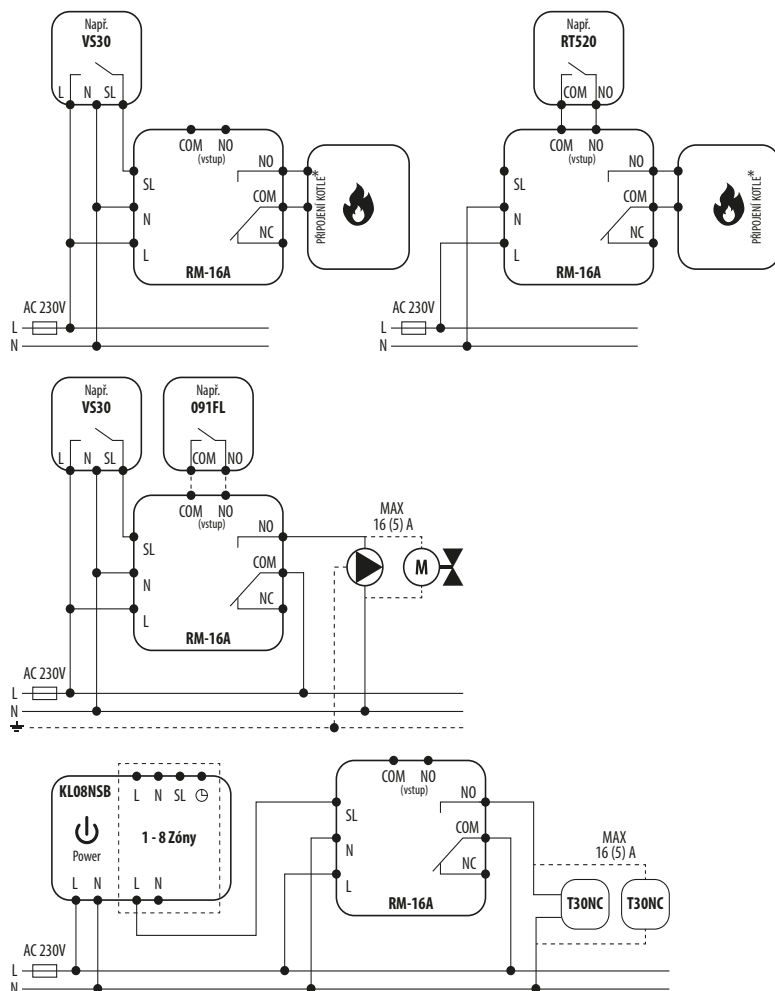 Např.
VS30
L N SL
COM NO
(vstup)
SL
N
L
NO
COM
NC
RM-16A
PŘIPOJENÍ KOTLE*
AC 230V
L
N
Např.
RT520
COM NO
COM NO
(vstup)
SL
N
L
NO
COM
NC
RM-16A
PŘIPOJENÍ KOTLE*
AC 230V
L
N
Např.
VS30
L N SL
Např.
091FL
COM NO
COM NO
(vstup)
SL
N
L
NO
COM
NC
RM-16A
MAX
16 (5) A
M
AC 230V
L
N
KL08NSB
Power
L N
L N SL
1 - 8 Zóny
L N
COM NO
(vstup)
SL
N
L
NO
COM
NC
RM-16A
MAX
16 (5) A
T30NC
T30NC
AC 230V
L
N